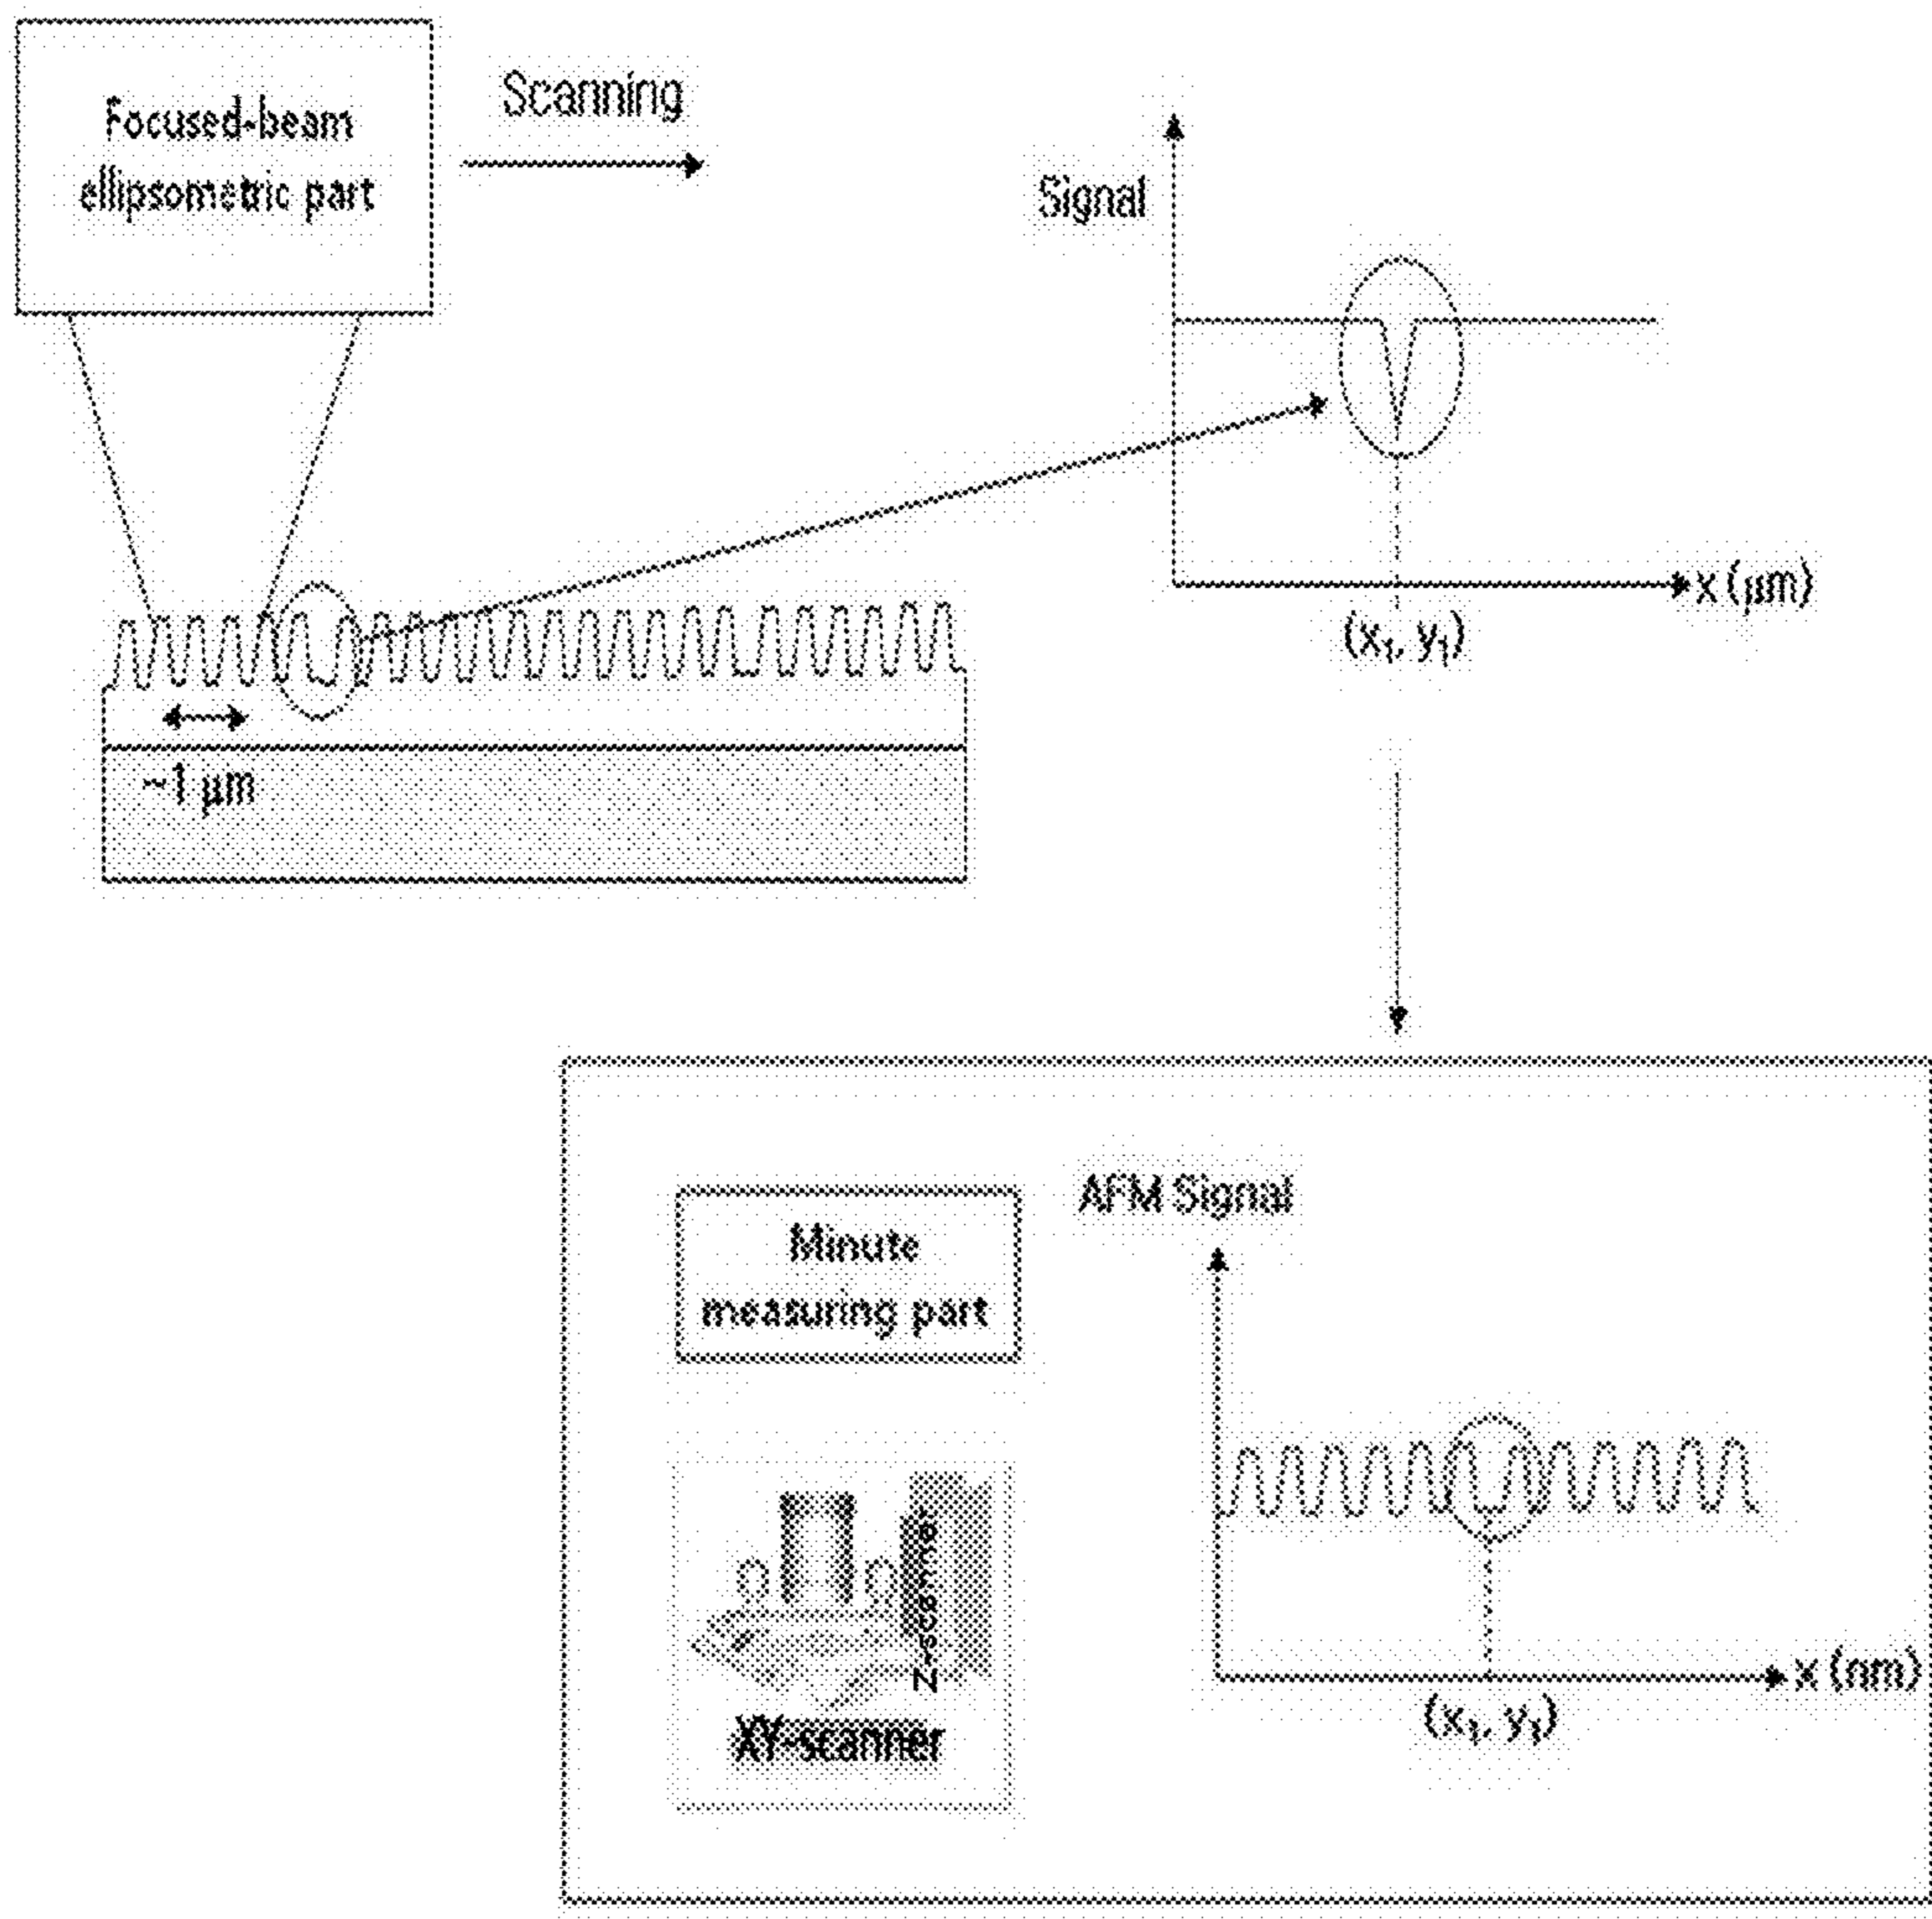 Focused-beam
ellipsometric part
Scanning
Signal
x (μm)
(x₁, y₁)
~1 μm
AFM Signal
Minute
measuring part
Z-scanner
XY-scanner
x (nm)
(x₁, y₁)